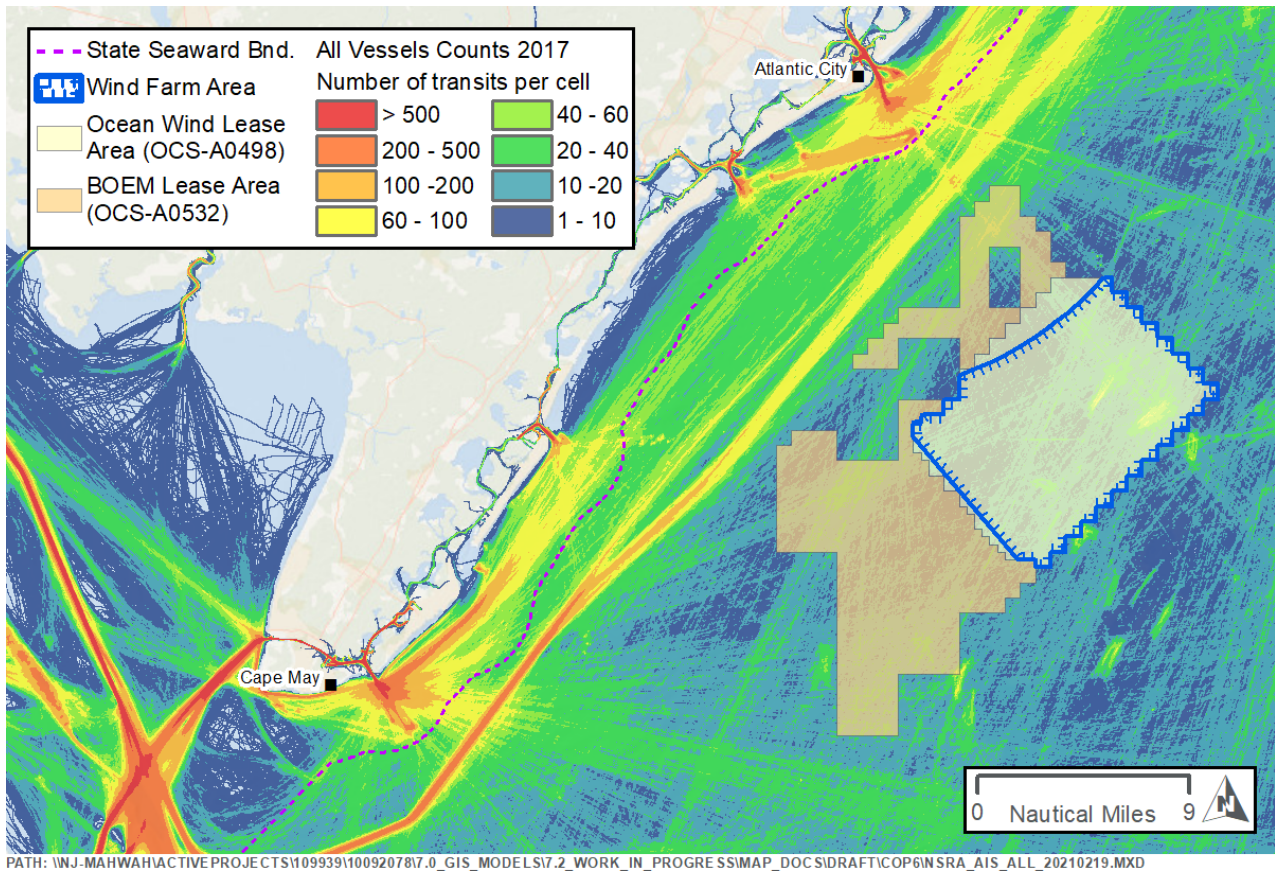 State Seaward Bnd.
Wind Farm Area
Ocean Wind Lease
Area (OCS-A0498)
BOEM Lease Area
(OCS-A0532)
All Vessels Counts 2017
Number of transits per cell
> 500
200 - 500
100 -200
60 - 100
40 - 60
20 - 40
10 -20
1 - 10
Atlantic City
Cape May
0 Nautical Miles 9
N
PATH: \\NJ-MAHWAH\ACTIVEPROJECTS\109939\10092078\7.0_GIS_MODELS\7.2_WORK_IN_PROGRESS\MAP_DOCS\DRAFT\COP6\NSRA_AIS_ALL_20210219.MXD